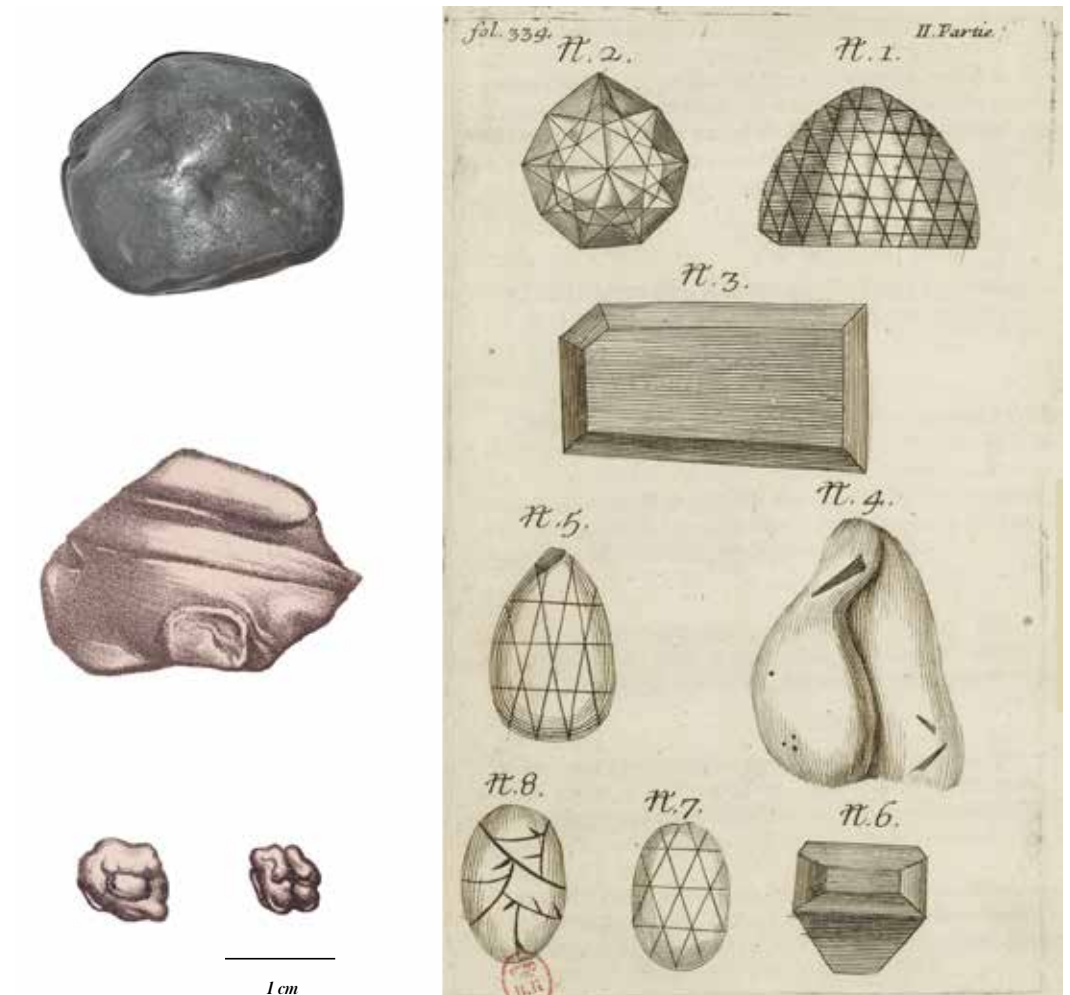 fol. 334.
II. Partie.
N. 2.
N. 1.
N. 3.
N. 4.
N. 5.
N. 8.
N. 7.
N. 6.
1 cm